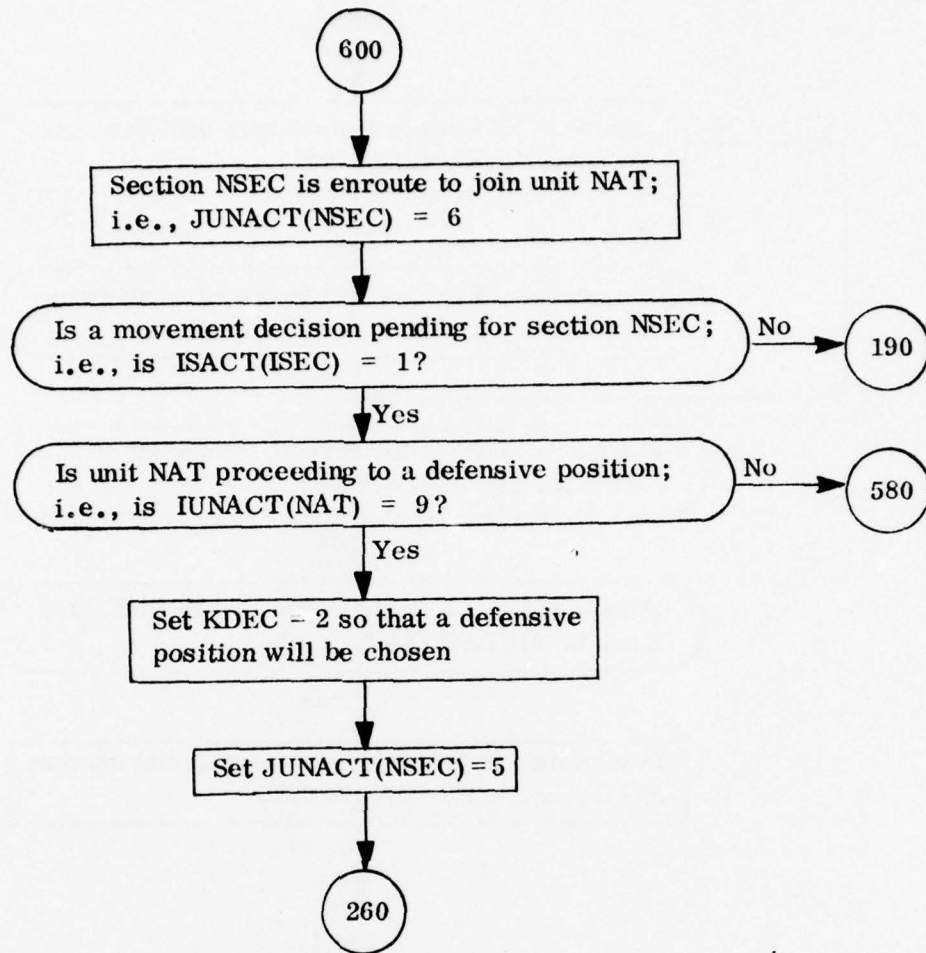 600
Section NSEC is enroute to join unit NAT;
i.e., JUNACT(NSEC) = 6
Is a movement decision pending for section NSEC;
i.e., is ISACT(ISEC) = 1?
No
190
Yes
Is unit NAT proceeding to a defensive position;
i.e., is IUNACT(NAT) = 9?
No
580
Yes
Set KDEC = 2 so that a defensive
position will be chosen
Set JUNACT(NSEC) = 5
260